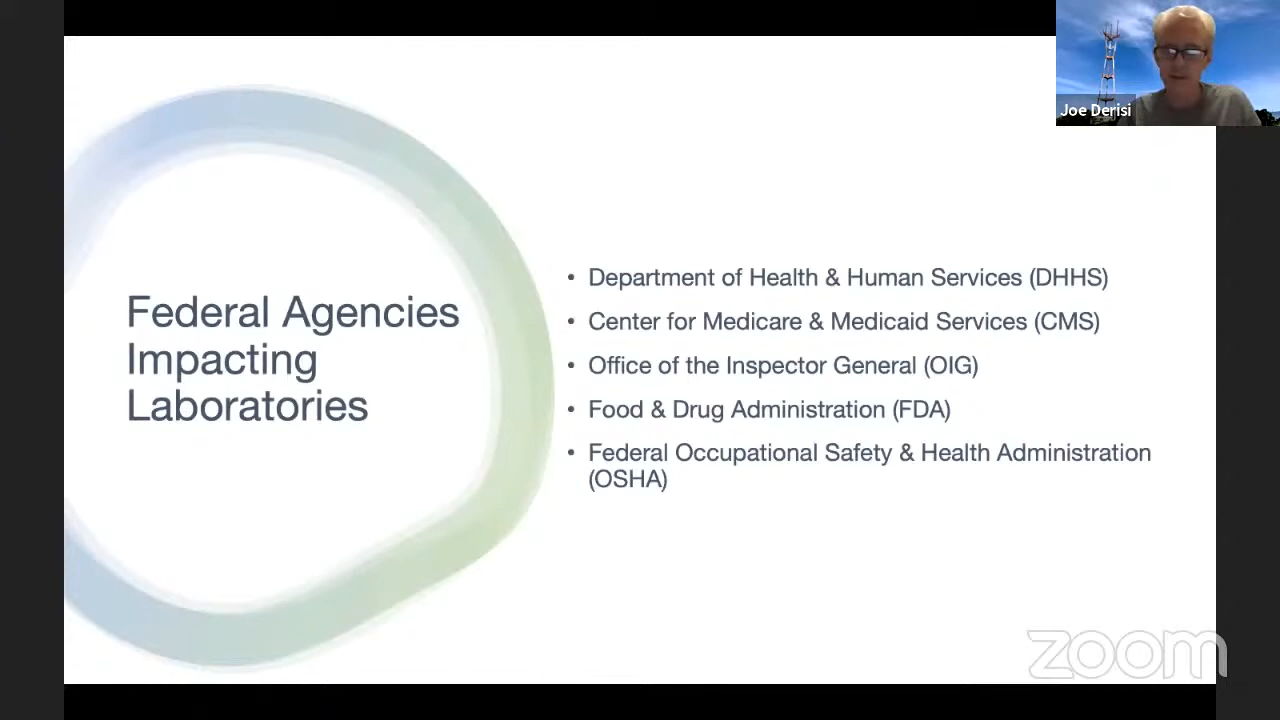 Joe Derisi
Federal Agencies
Impacting
Laboratories
• Department of Health & Human Services (DHHS)
• Center for Medicare & Medicaid Services (CMS)
• Office of the Inspector General (OIG)
• Food & Drug Administration (FDA)
• Federal Occupational Safety & Health Administration
(OSHA)
zoom